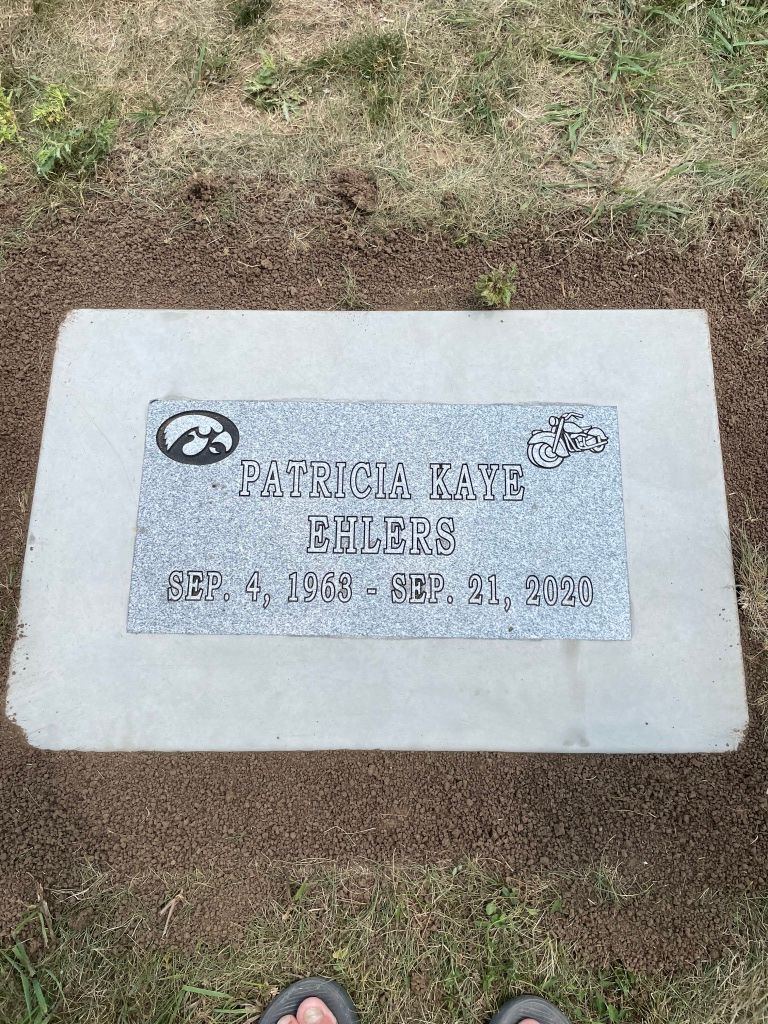 PATRICIA KAYE
EHLERS
SEP. 4, 1963 - SEP. 21, 2020